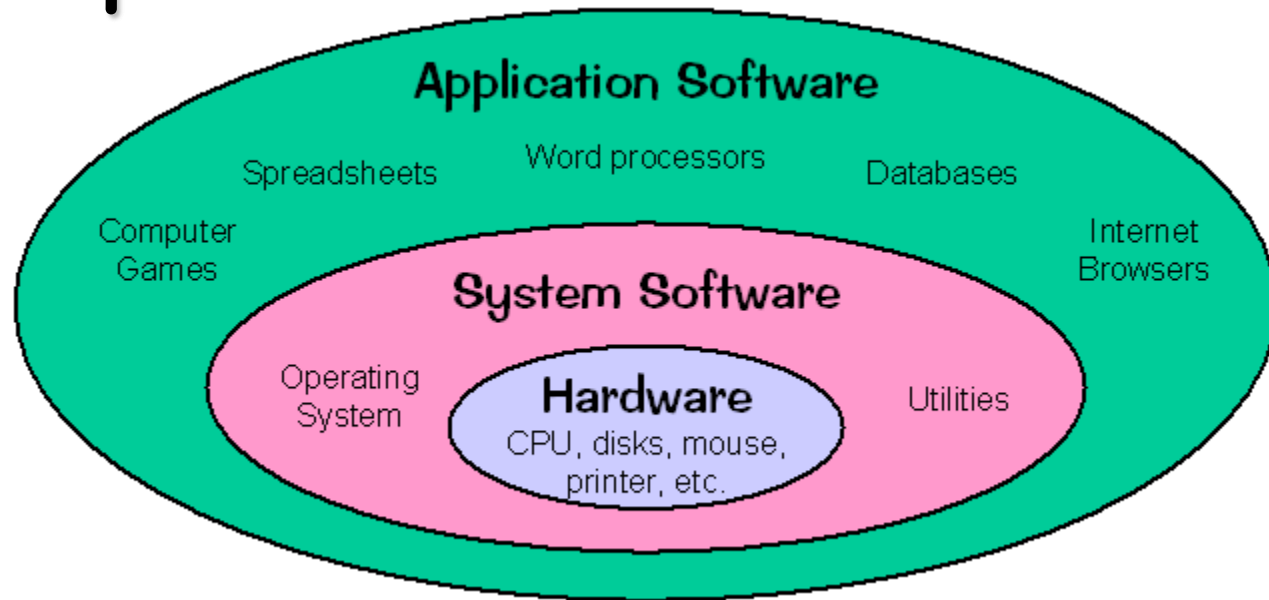 Application Software
Word processors
Spreadsheets
Databases
Computer
Games
Internet
Browsers
System Software
Operating
System
Utilities
Hardware
CPU, disks, mouse,
printer, etc.